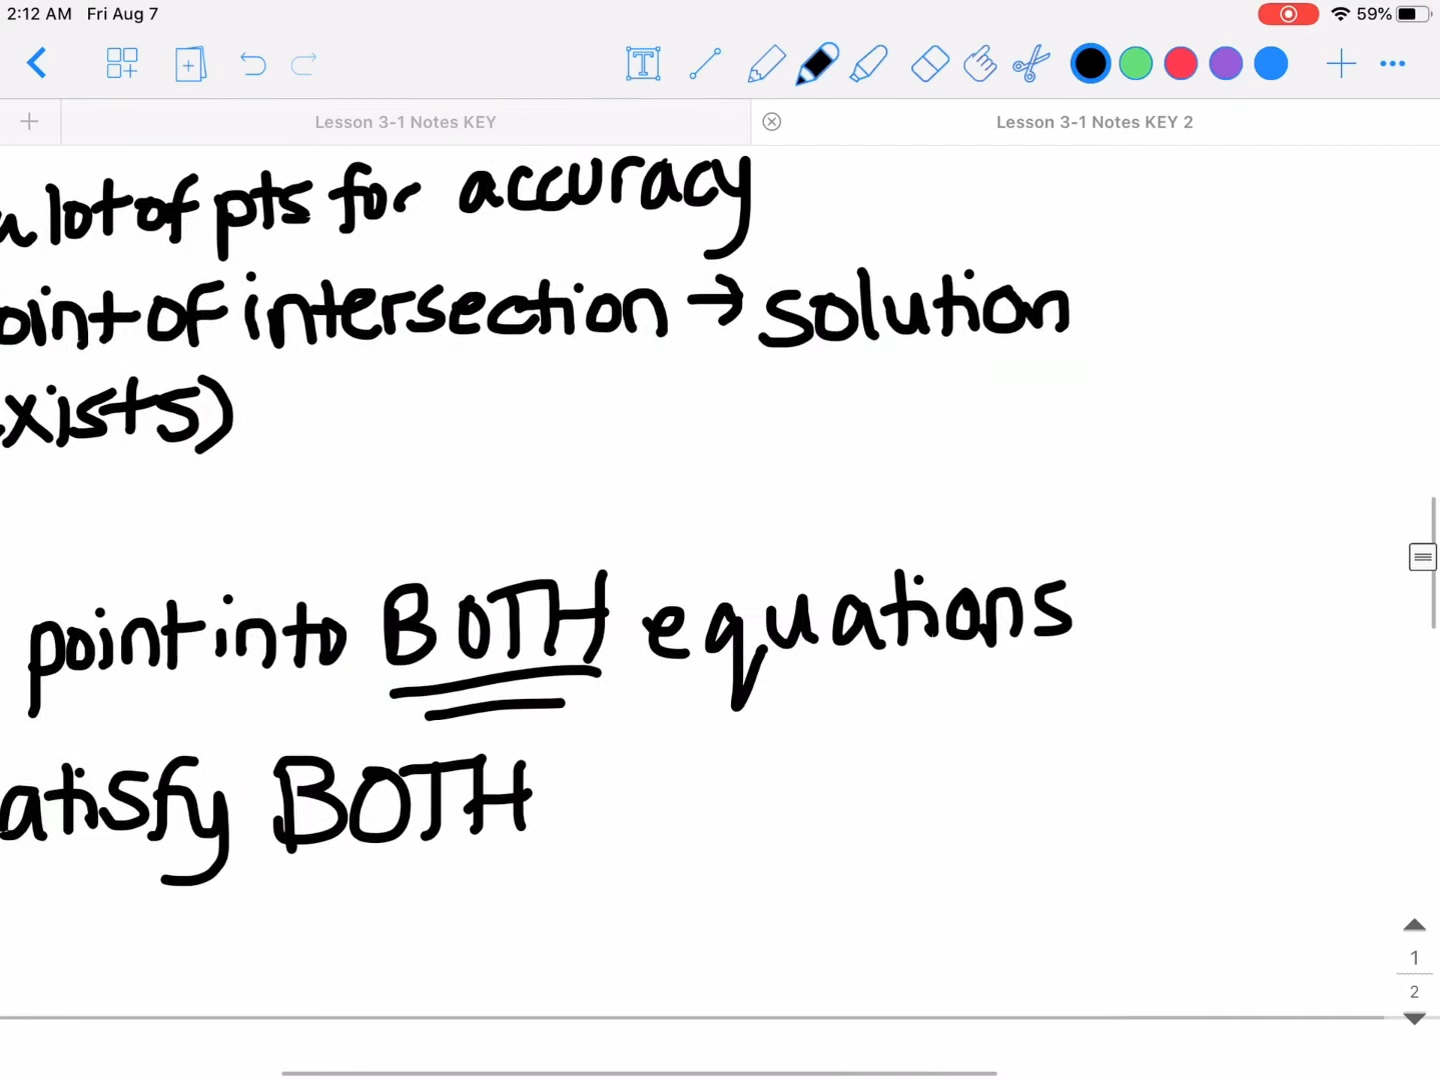 2:12 AM Fri Aug 7
59%
T
Lesson 3-1 Notes KEY
Lesson 3-1 Notes KEY 2
a lot of pts for accuracy
oint of intersection → solution
xists)
point into BOTH equations
atisfy BOTH
1
2